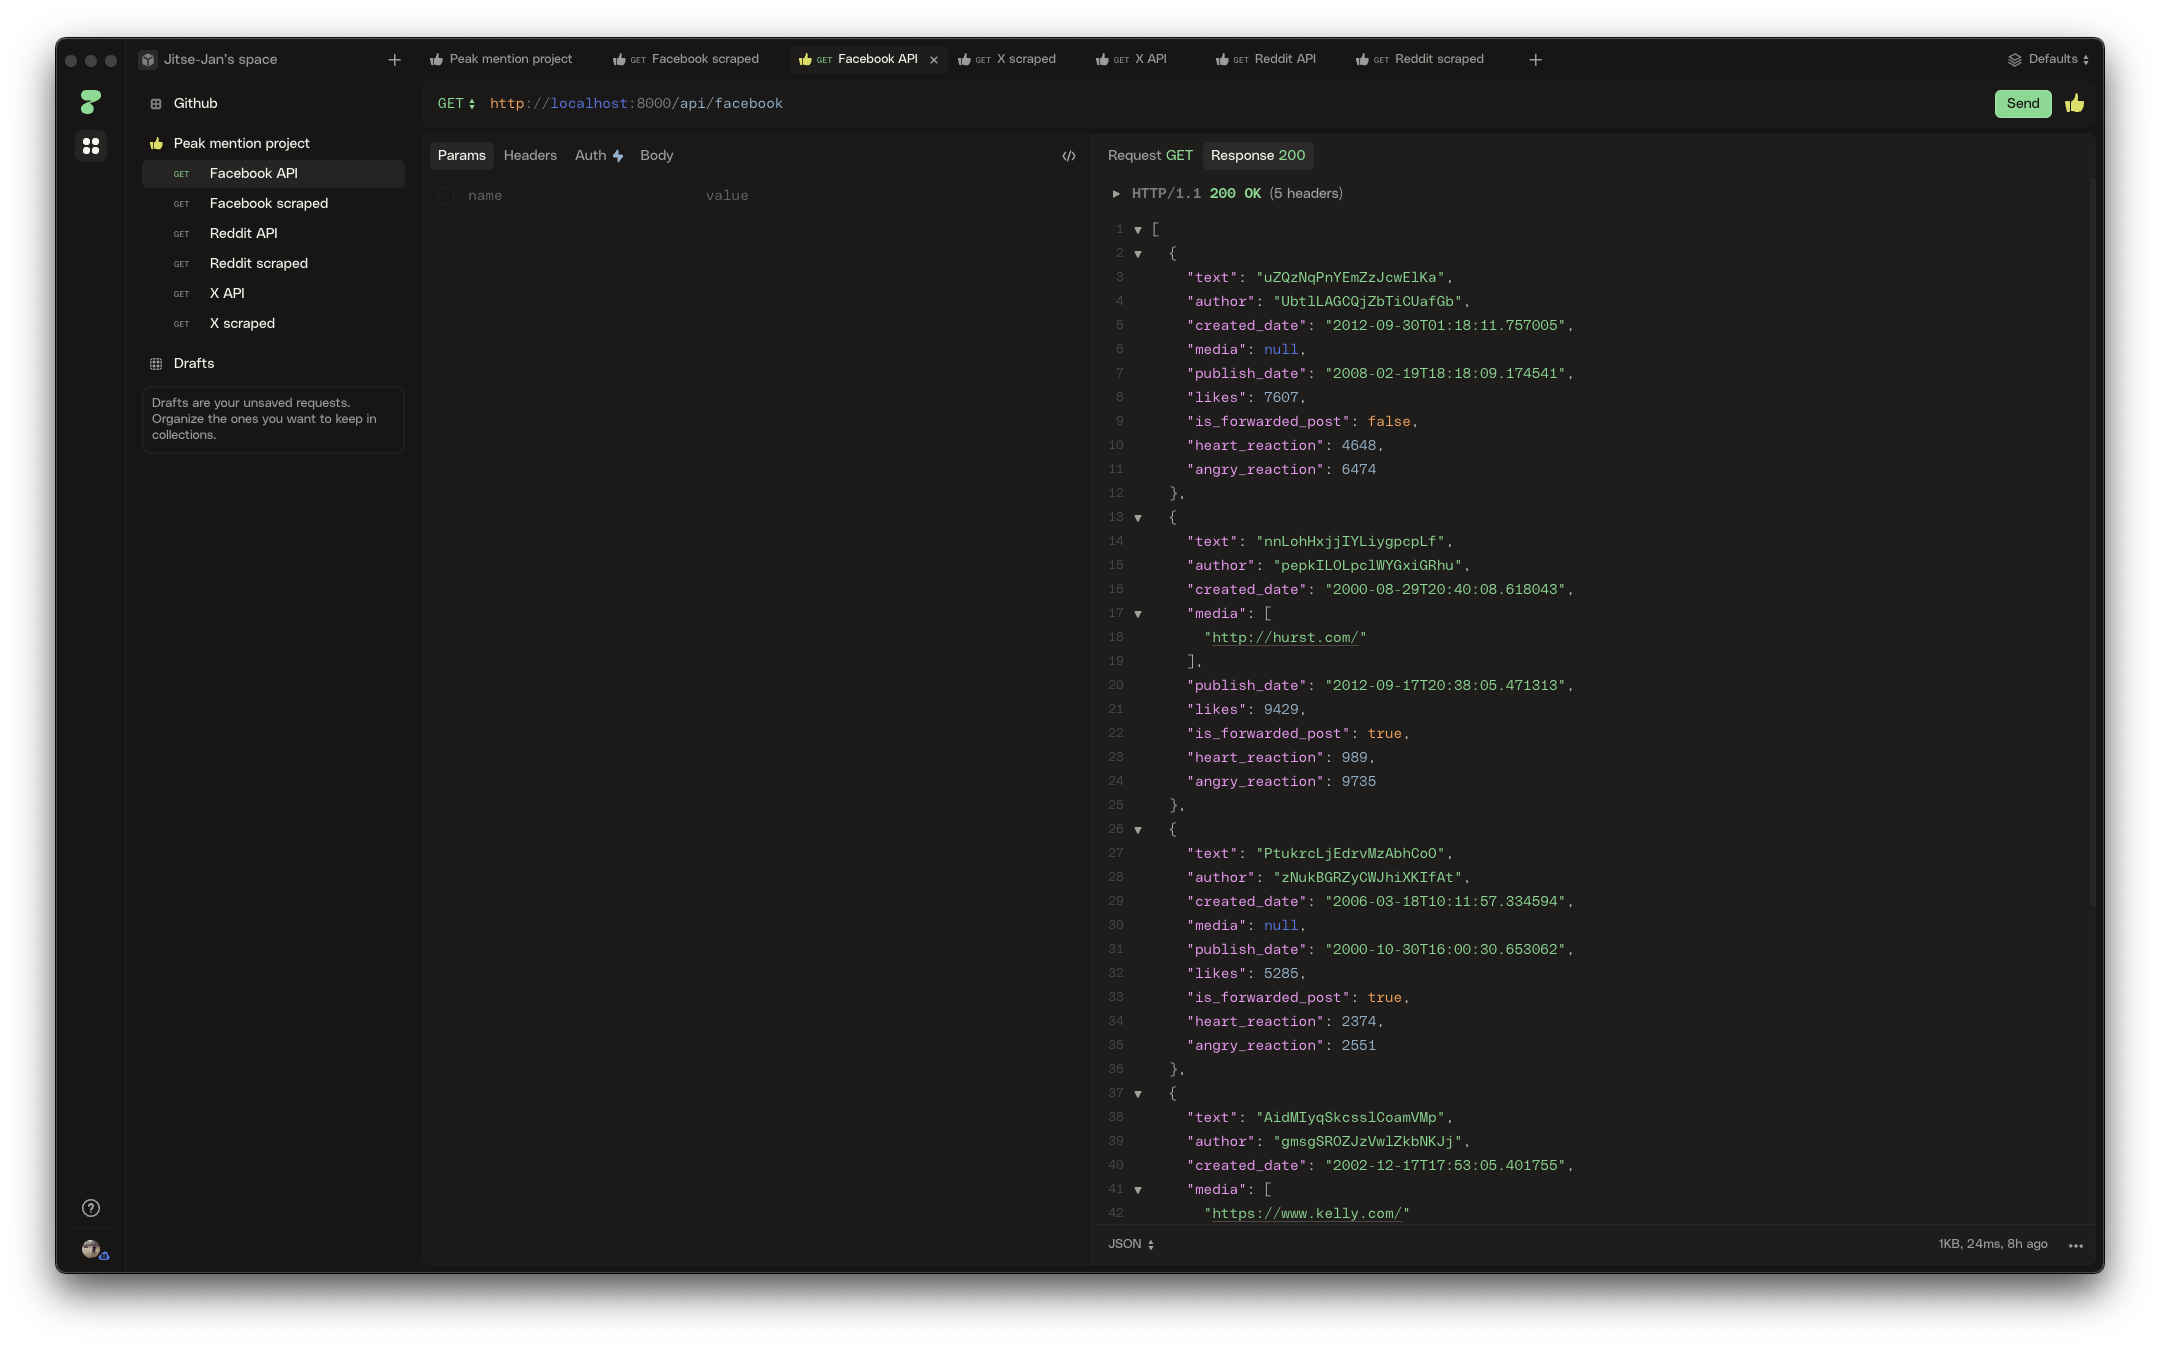 Jitse-Jan's space
Peak mention project
GET Facebook scraped
GET Facebook API
GET X scraped
GET X API
GET Reddit API
GET Reddit scraped
Defaults
Github
Peak mention project
GET Facebook API
GET Facebook scraped
GET Reddit API
GET Reddit scraped
GET X API
GET X scraped
Drafts
Drafts are your unsaved requests.
Organize the ones you want to keep in
collections.
GET http://localhost:8000/api/facebook
Send
Params Headers Auth Body
name value
Request GET Response 200
HTTP/1.1 200 OK (5 headers)
1 [
2 {
3 "text": "uZQzNqPnYEmZzJcwElKa",
4 "author": "UbtlLAGCQjZbTiCUafGb",
5 "created_date": "2012-09-30T01:18:11.757005",
6 "media": null,
7 "publish_date": "2008-02-19T18:18:09.174541",
8 "likes": 7607,
9 "is_forwarded_post": false,
10 "heart_reaction": 4648,
11 "angry_reaction": 6474
12 },
13 {
14 "text": "nnLohHxjjIYLiygpcpLf",
15 "author": "pepkILOLpclWYGxiGRhu",
16 "created_date": "2000-08-29T20:40:08.618043",
17 "media": [
18 "http://hurst.com/"
19 ],
20 "publish_date": "2012-09-17T20:38:05.471313",
21 "likes": 9429,
22 "is_forwarded_post": true,
23 "heart_reaction": 989,
24 "angry_reaction": 9735
25 },
26 {
27 "text": "PtukrcLjEdrvMzAbhCoO",
28 "author": "zNukBGRZyCWJhiXKIfAt",
29 "created_date": "2006-03-18T10:11:57.334594",
30 "media": null,
31 "publish_date": "2000-10-30T16:00:30.653062",
32 "likes": 5285,
33 "is_forwarded_post": true,
34 "heart_reaction": 2374,
35 "angry_reaction": 2551
36 },
37 {
38 "text": "AidMIyqSkcsslCoamVMp",
39 "author": "gmsgSROZJzVwlZkbNKJj",
40 "created_date": "2002-12-17T17:53:05.401755",
41 "media": [
42 "https://www.kelly.com/"
JSON
1KB, 24ms, 8h ago